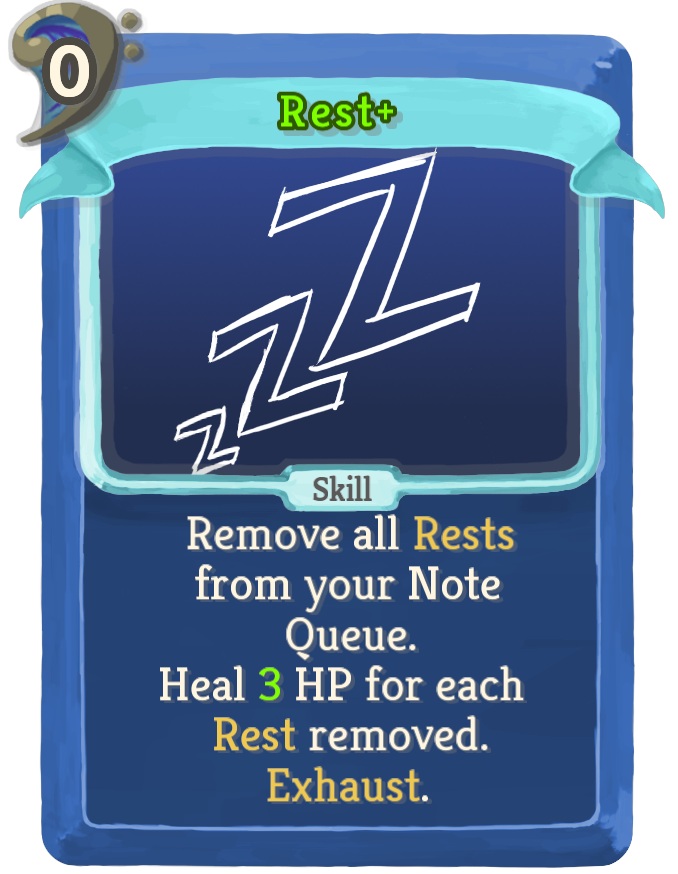 0
Rest+
Z
Z
Z
Skill
Remove all Rests
from your Note
Queue.
Heal 3 HP for each
Rest removed.
Exhaust.